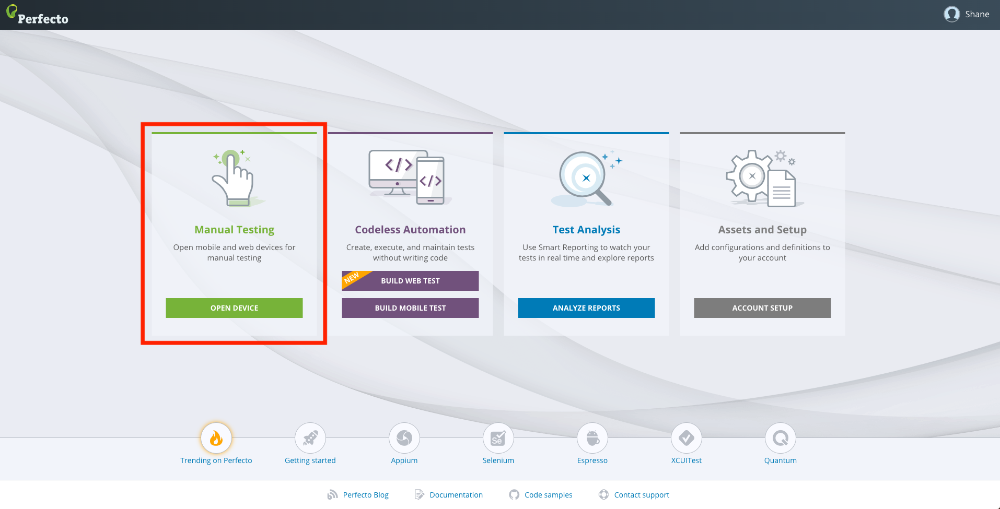 Perfecto
Shane
Manual Testing
Open mobile and web devices for
manual testing
OPEN DEVICE
</>
</>
Codeless Automation
Create, execute, and maintain tests
without writing code
NEW
BUILD WEB TEST
BUILD MOBILE TEST
Test Analysis
Use Smart Reporting to watch your
tests in real time and explore reports
ANALYZE REPORTS
Assets and Setup
Add configurations and definitions to
your account
ACCOUNT SETUP
Se
Trending on Perfecto
Getting started
Appium
Selenium
Espresso
XCUITest
Quantum
Perfecto Blog
Documentation
Code samples
Contact support